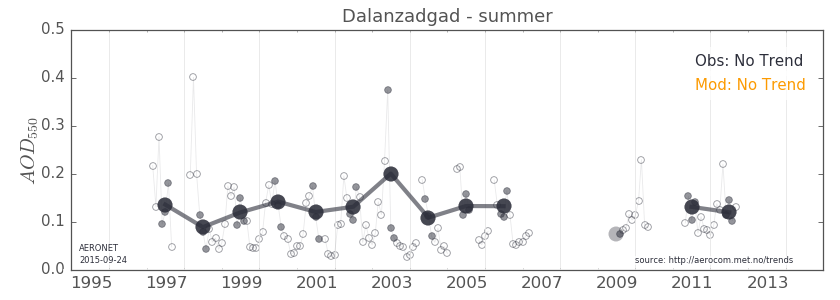 Dalanzadgad - summer
0.5
0.4
0.3
0.2
0.1
0.0
AOD550
Obs: No Trend
Mod: No Trend
AERONET
2015-09-24
source: http://aerocom.met.no/trends
1995 1997 1999 2001 2003 2005 2007 2009 2011 2013